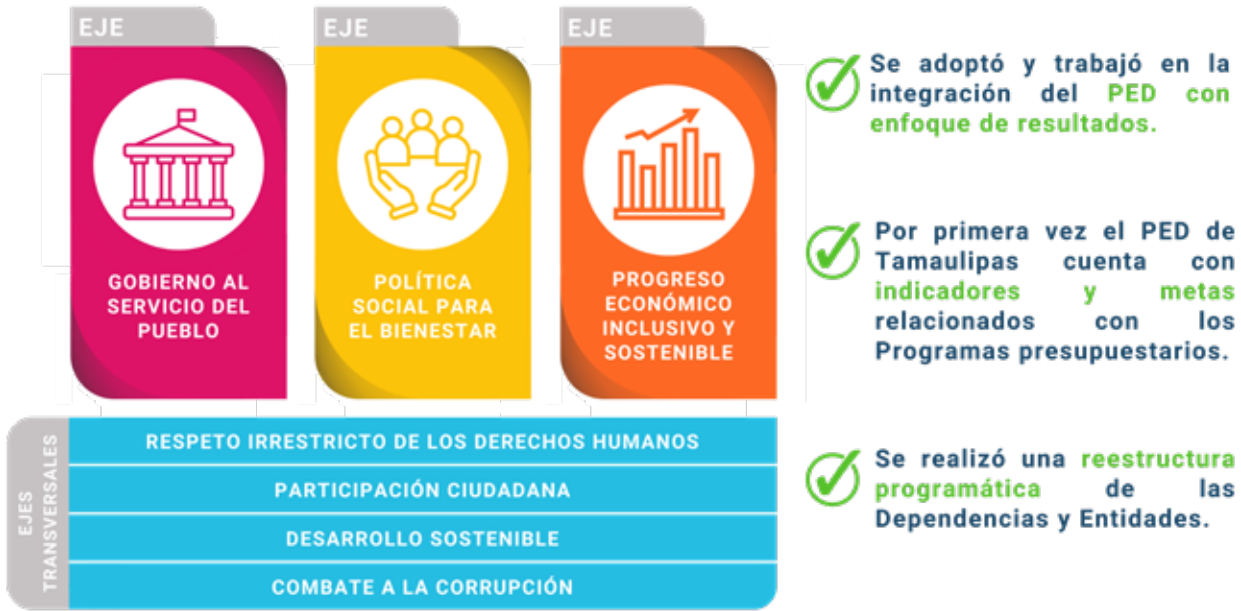 EJE
GOBIERNO AL
SERVICIO DEL
PUEBLO
EJE
POLÍTICA
SOCIAL PARA
EL BIENESTAR
EJE
PROGRESO
ECONÓMICO
INCLUSIVO Y
SOSTENIBLE
EJES
TRANSVERSALES
RESPETO IRRESTRICTO DE LOS DERECHOS HUMANOS
PARTICIPACIÓN CIUDADANA
DESARROLLO SOSTENIBLE
COMBATE A LA CORRUPCIÓN
Se adoptó y trabajó en la
integración del PED con
enfoque de resultados.
Por primera vez el PED de
Tamaulipas cuenta con
indicadores y metas
relacionados con los
Programas presupuestarios.
Se realizó una reestructura
programática de las
Dependencias y Entidades.